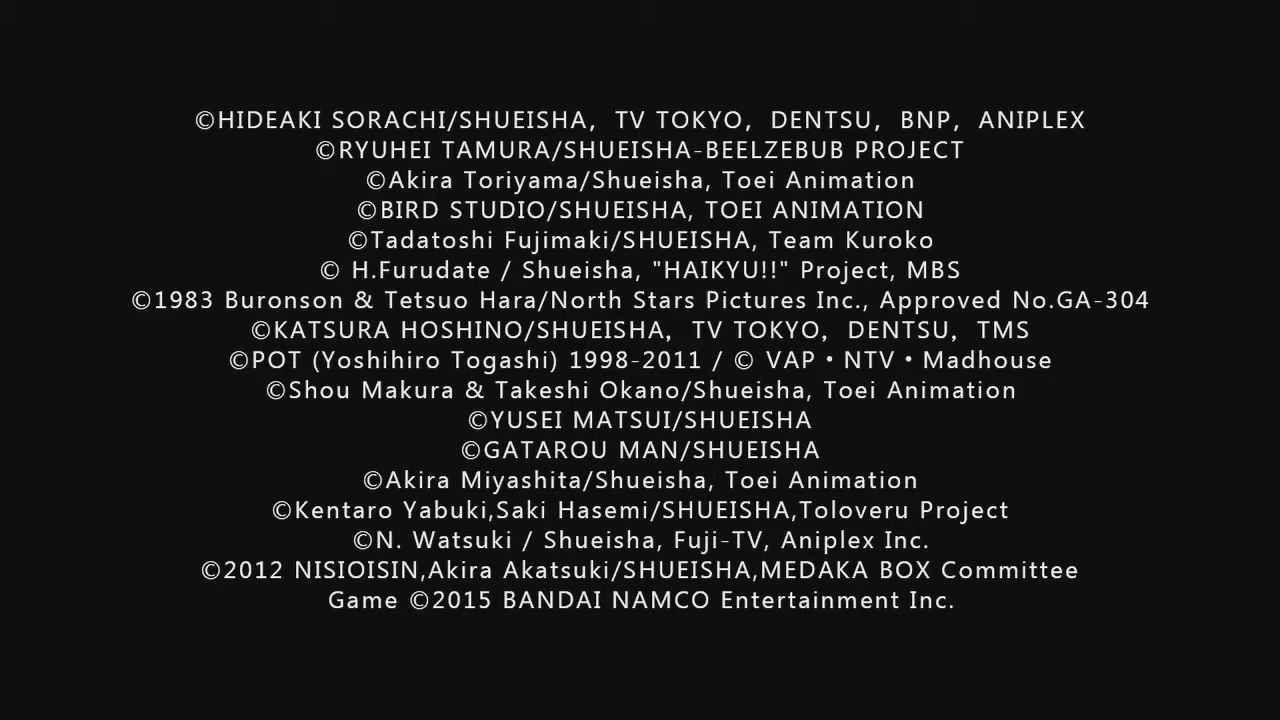 ©HIDEAKI SORACHI/SHUEISHA, TV TOKYO, DENTSU, BNP, ANIPLEX
©RYUHEI TAMURA/SHUEISHA-BEELZEBUB PROJECT
©Akira Toriyama/Shueisha, Toei Animation
©BIRD STUDIO/SHUEISHA, TOEI ANIMATION
©Tadatoshi Fujimaki/SHUEISHA, Team Kuroko
© H.Furudate / Shueisha, "HAIKYU!!" Project, MBS
©1983 Buronson & Tetsuo Hara/North Stars Pictures Inc., Approved No.GA-304
©KATSURA HOSHINO/SHUEISHA, TV TOKYO, DENTSU, TMS
©POT (Yoshihiro Togashi) 1998-2011 / © VAP・NTV・Madhouse
©Shou Makura & Takeshi Okano/Shueisha, Toei Animation
©YUSEI MATSUI/SHUEISHA
©GATAROU MAN/SHUEISHA
©Akira Miyashita/Shueisha, Toei Animation
©Kentaro Yabuki,Saki Hasemi/SHUEISHA,Toloveru Project
©N. Watsuki / Shueisha, Fuji-TV, Aniplex Inc.
©2012 NISIOISIN,Akira Akatsuki/SHUEISHA,MEDAKA BOX Committee
Game ©2015 BANDAI NAMCO Entertainment Inc.